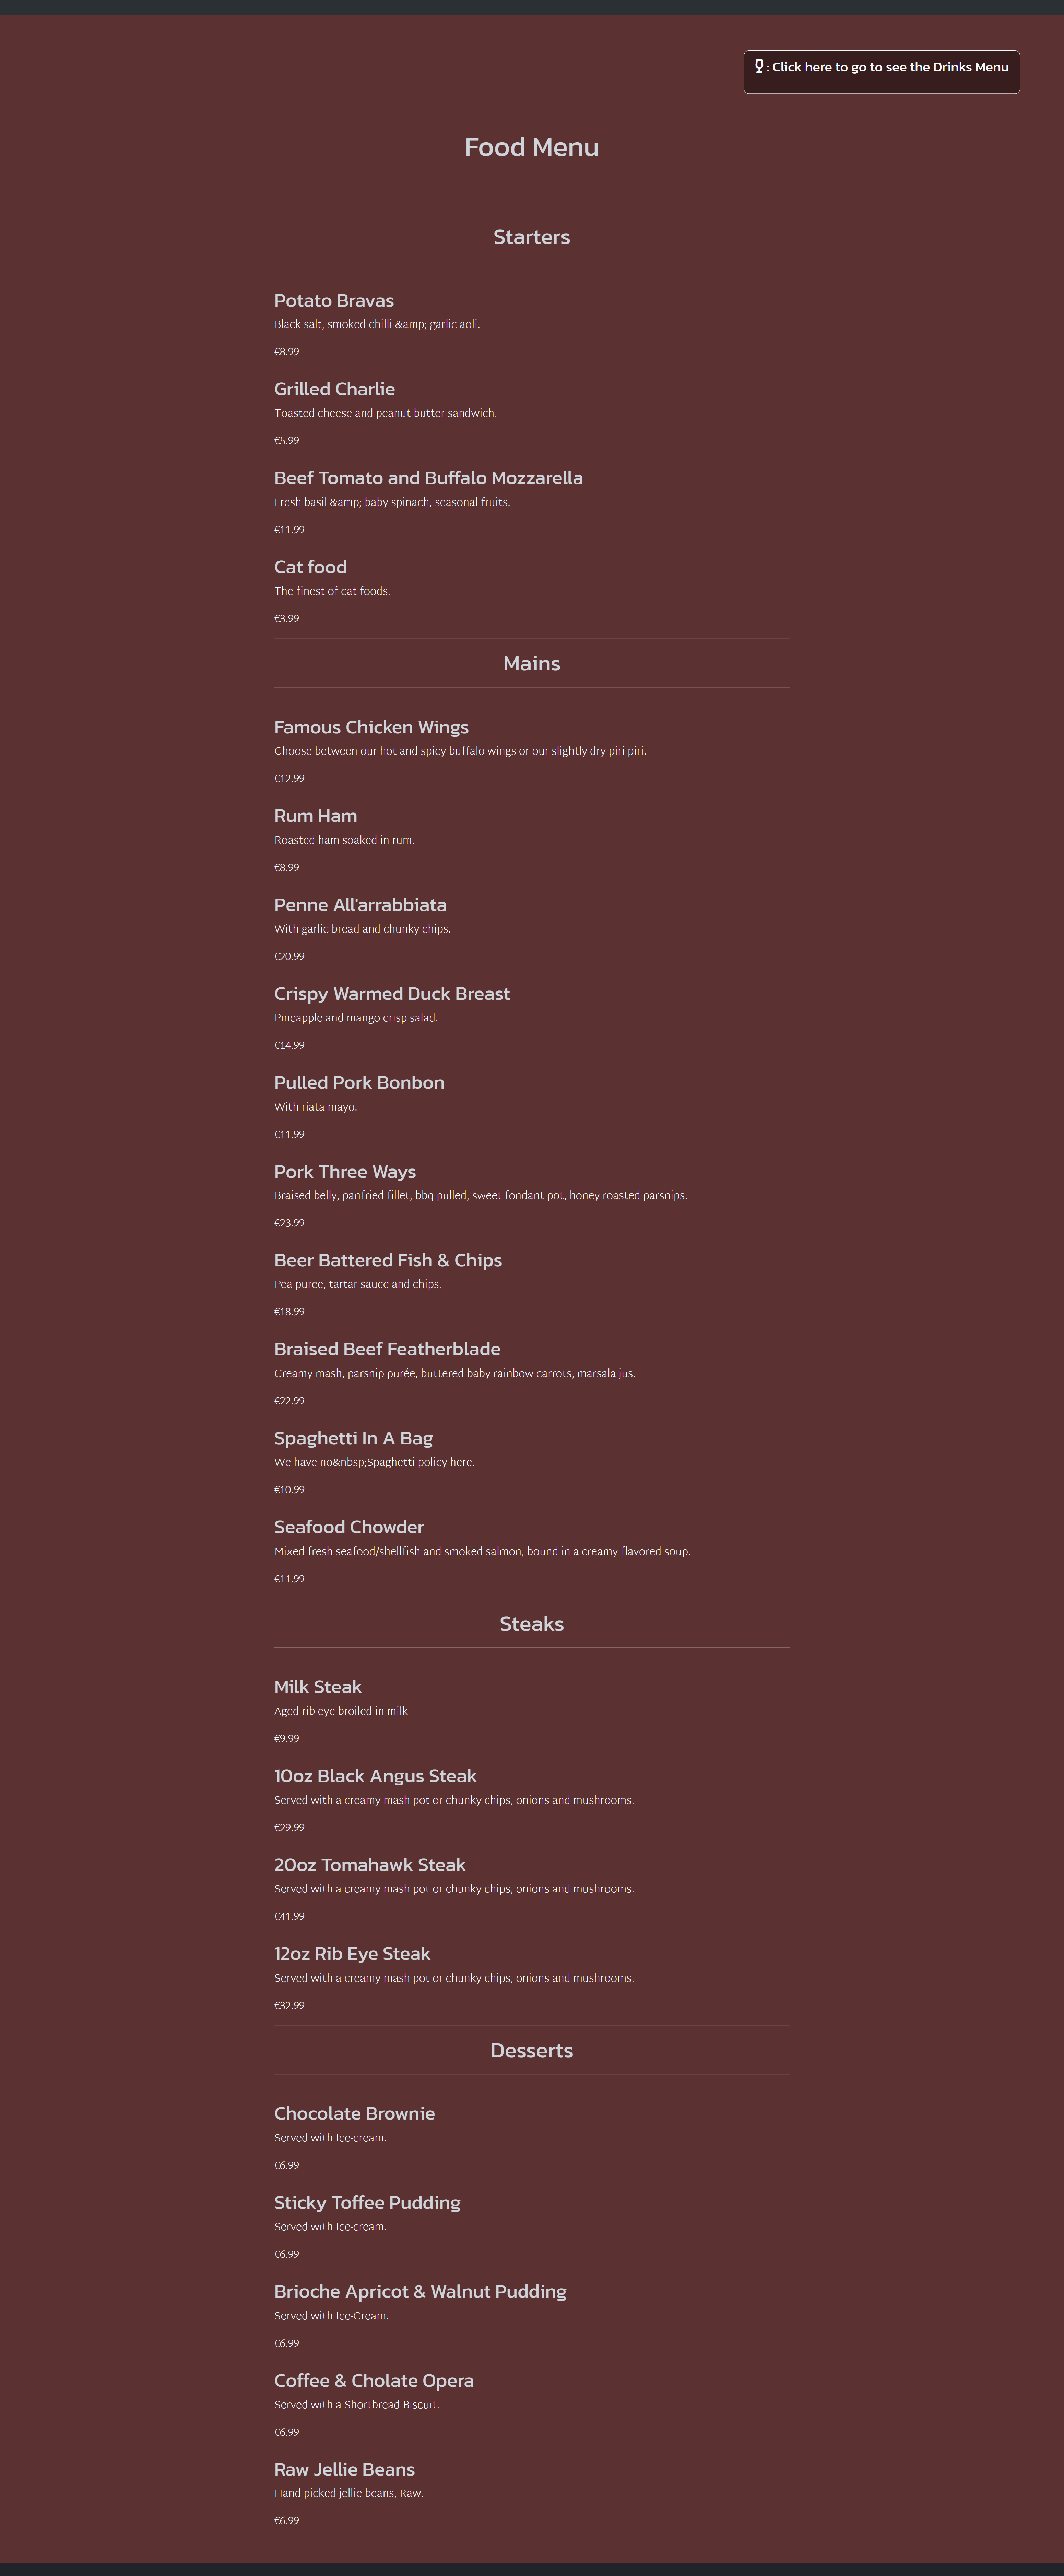 : Click here to go to see the Drinks Menu
Food Menu
Starters
Potato Bravas
Black salt, smoked chilli &amp; garlic aoli.
€8.99
Grilled Charlie
Toasted cheese and peanut butter sandwich.
€5.99
Beef Tomato and Buffalo Mozzarella
Fresh basil &amp; baby spinach, seasonal fruits.
€11.99
Cat food
The finest of cat foods.
€3.99
Mains
Famous Chicken Wings
Choose between our hot and spicy buffalo wings or our slightly dry piri piri.
€12.99
Rum Ham
Roasted ham soaked in rum.
€8.99
Penne All'arrabbiata
With garlic bread and chunky chips.
€20.99
Crispy Warmed Duck Breast
Pineapple and mango crisp salad.
€14.99
Pulled Pork Bonbon
With riata mayo.
€11.99
Pork Three Ways
Braised belly, panfried fillet, bbq pulled, sweet fondant pot, honey roasted parsnips.
€23.99
Beer Battered Fish & Chips
Pea puree, tartar sauce and chips.
€18.99
Braised Beef Featherblade
Creamy mash, parsnip purée, buttered baby rainbow carrots, marsala jus.
€22.99
Spaghetti In A Bag
We have no&nbsp;Spaghetti policy here.
€10.99
Seafood Chowder
Mixed fresh seafood/shellfish and smoked salmon, bound in a creamy flavored soup.
€11.99
Steaks
Milk Steak
Aged rib eye broiled in milk
€9.99
10oz Black Angus Steak
Served with a creamy mash pot or chunky chips, onions and mushrooms.
€29.99
20oz Tomahawk Steak
Served with a creamy mash pot or chunky chips, onions and mushrooms.
€41.99
12oz Rib Eye Steak
Served with a creamy mash pot or chunky chips, onions and mushrooms.
€32.99
Desserts
Chocolate Brownie
Served with Ice-cream.
€6.99
Sticky Toffee Pudding
Served with Ice-cream.
€6.99
Brioche Apricot & Walnut Pudding
Served with Ice-Cream.
€6.99
Coffee & Cholate Opera
Served with a Shortbread Biscuit.
€6.99
Raw Jellie Beans
Hand picked jellie beans, Raw.
€6.99